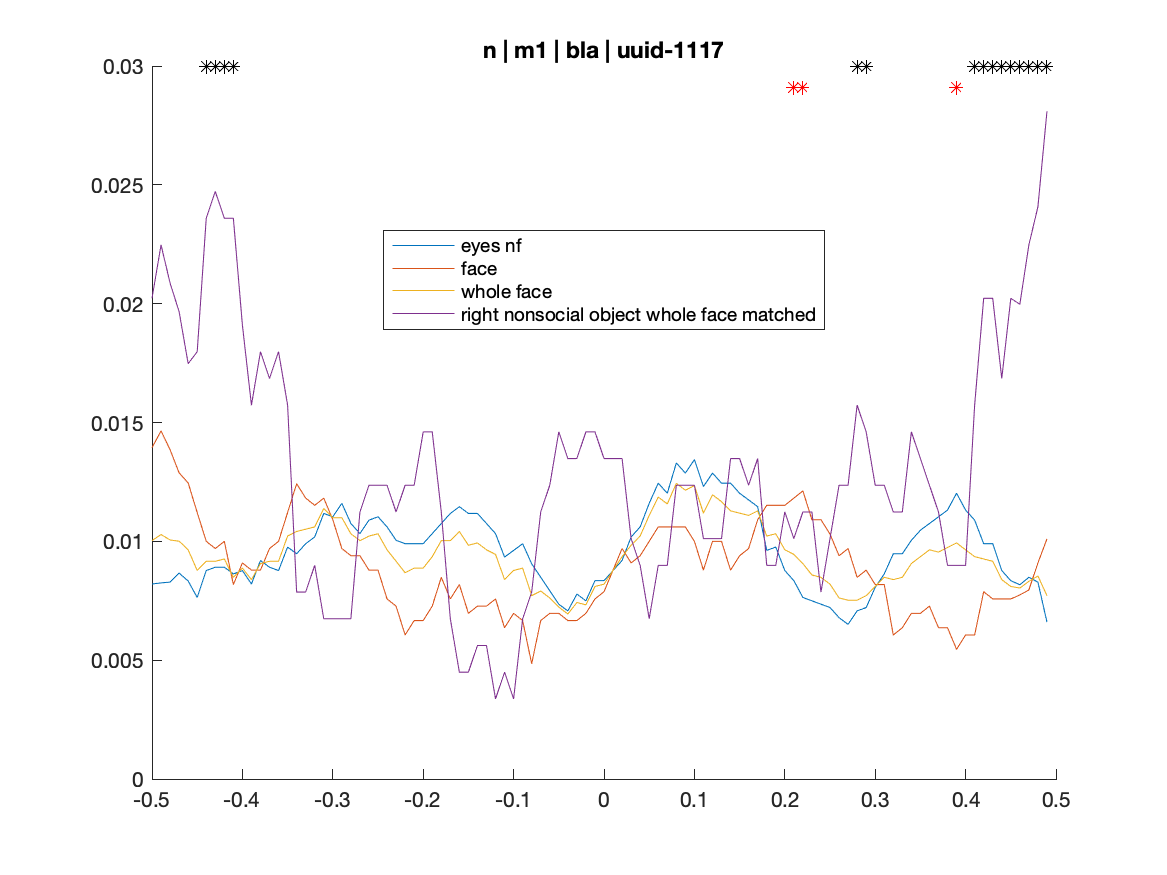 n | m1 | bla | uuid-1117
0.03
0.025
0.02
0.015
0.01
0.005
0
eyes nf
face
whole face
right nonsocial object whole face matched
-0.5 -0.4 -0.3 -0.2 -0.1 0 0.1 0.2 0.3 0.4 0.5